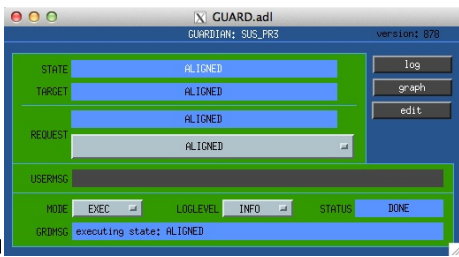 GUARD.adl
GUARDIAN: SUS_PR3 version: 878
STATE ALIGNED log
TARGET ALIGNED graph
ALIGNED edit
REQUEST ALIGNED
USERMSG
MODE EXEC LOGLEVEL INFO STATUS DONE
GRDMSG executing state: ALIGNED